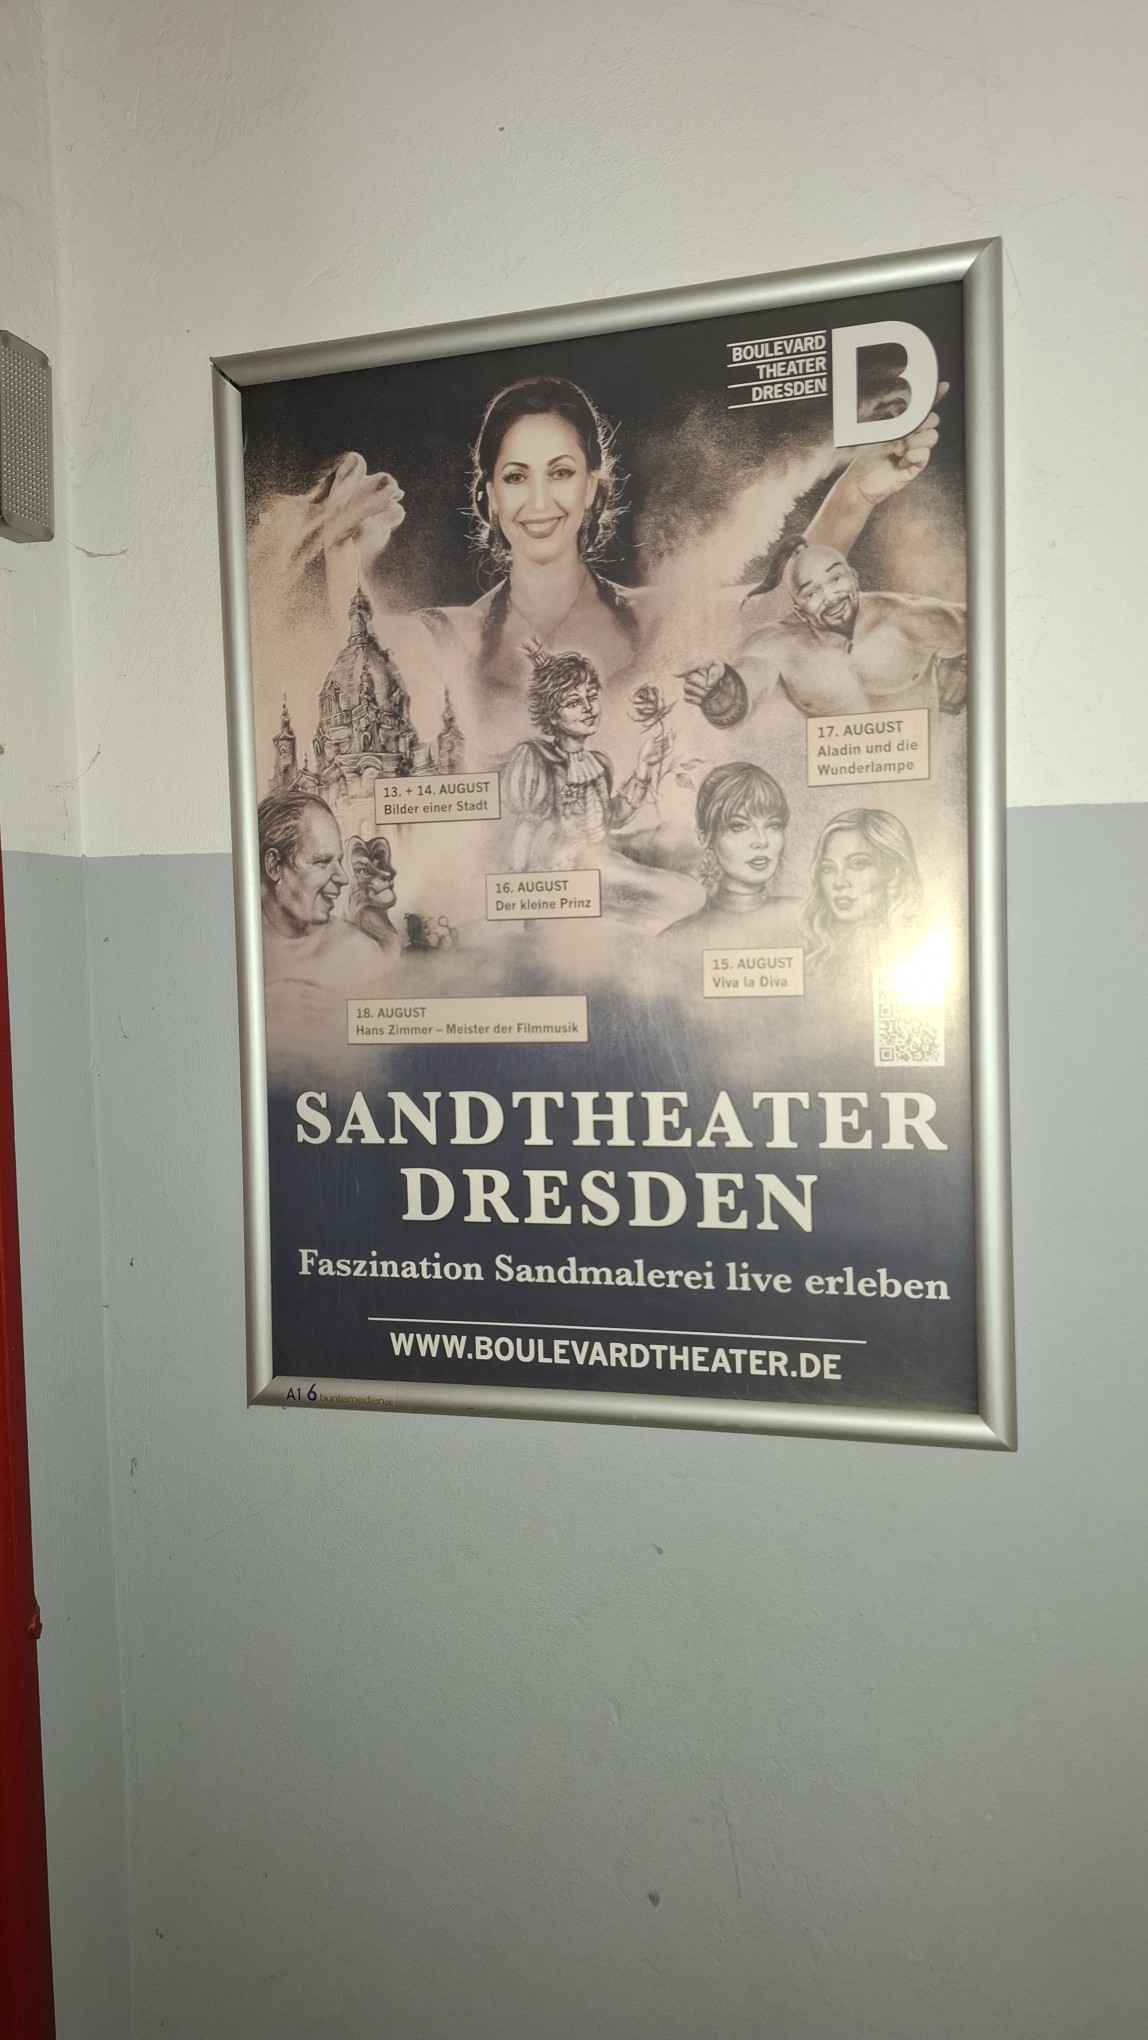 BOULEVARD
THEATER
DRESDEN
B
17. AUGUST
Aladin und die
Wunderlampe
13. + 14. AUGUST
Bilder einer Stadt
16. AUGUST
Der kleine Prinz
15. AUGUST
Viva la Diva
18. AUGUST
Hans Zimmer – Meister der Filmmusik
SANDTHEATER
DRESDEN
Faszination Sandmalerei live erleben
WWW.BOULEVARDTHEATER.DE
A1 6 buntemedien.de